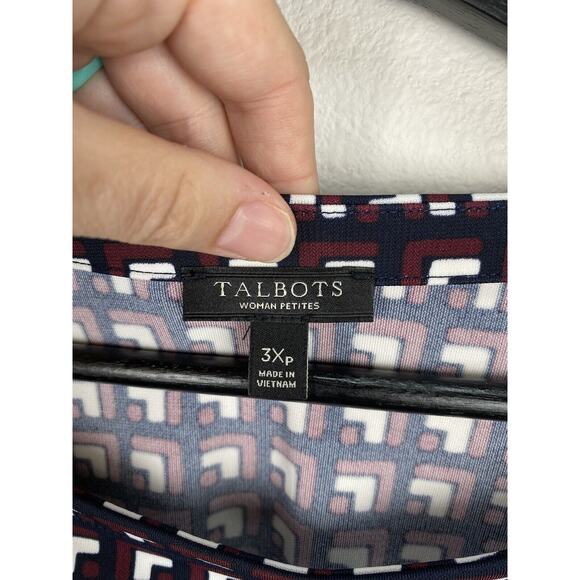 TALBOTS
WOMAN PETITES
3XP
MADE IN
VIETNAM